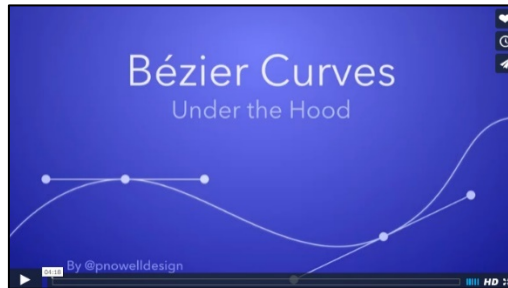 Bézier Curves
Under the Hood
By @pnowelldesign
04:18
HD